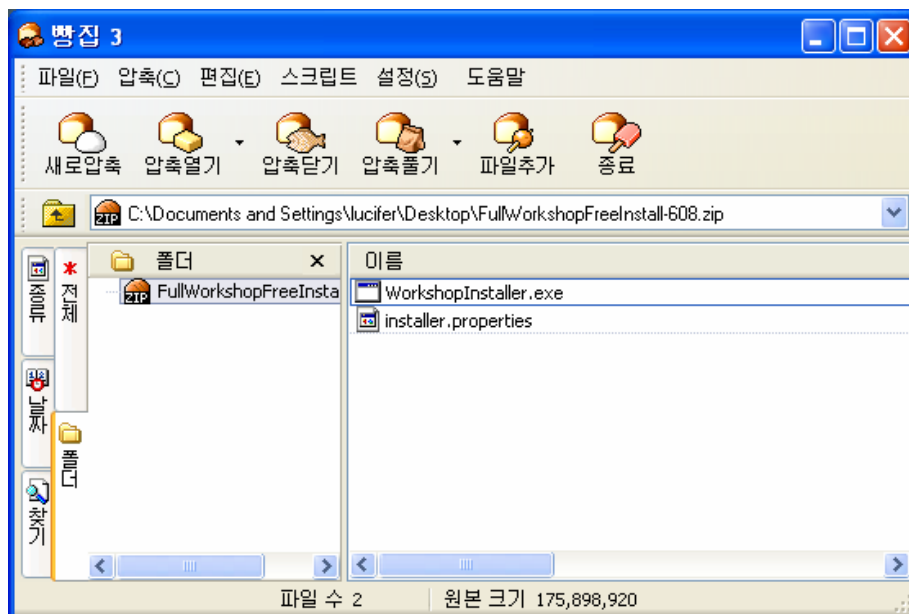 빵집 3
파일(F) 압축(C) 편집(E) 스크립트 설정(S) 도움말
새로압축 압축열기 압축닫기 압축풀기 파일추가 종료
ZIP C:\Documents and Settings\lucifer\Desktop\FullWorkshopFreeInstall-608.zip
종류
날짜
찾기
전체
폴더
폴더 x
ZIP FullWorkshopFreeInsta
이름
WorkshopInstaller.exe
installer.properties
파일 수 2 원본 크기 175,898,920